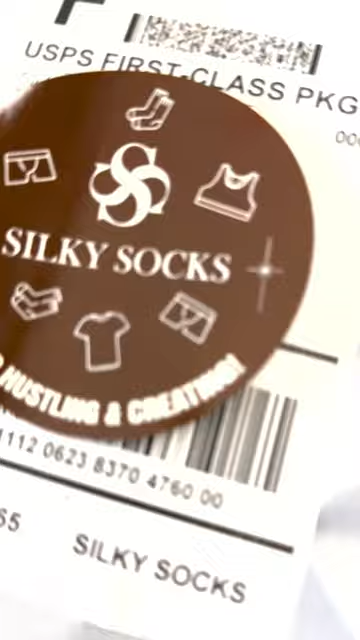 F
USPS FIRST-CLASS PKG
SILKY SOCKS
HUSTLING & CREATING!
1112 0623 8370 4760 00
SILKY SOCKS